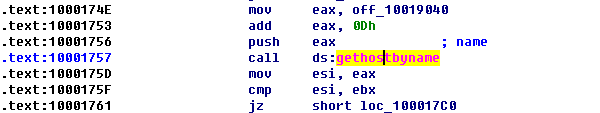 .text:1000174E mov eax, off_10019040
.text:10001753 add eax, 0Dh
.text:10001756 push eax ; name
.text:10001757 call ds:gethostbyname
.text:1000175D mov esi, eax
.text:1000175F cmp esi, ebx
.text:10001761 jz short loc_100017C0